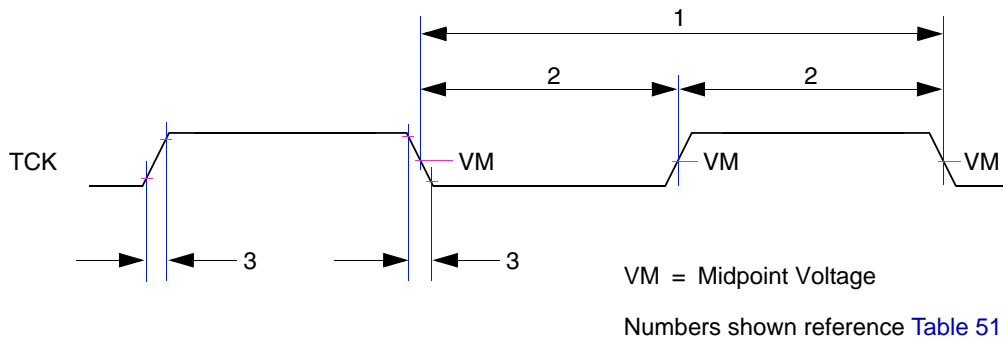 1
2 2
TCK VM VM VM
3 3
VM = Midpoint Voltage
Numbers shown reference Table 51